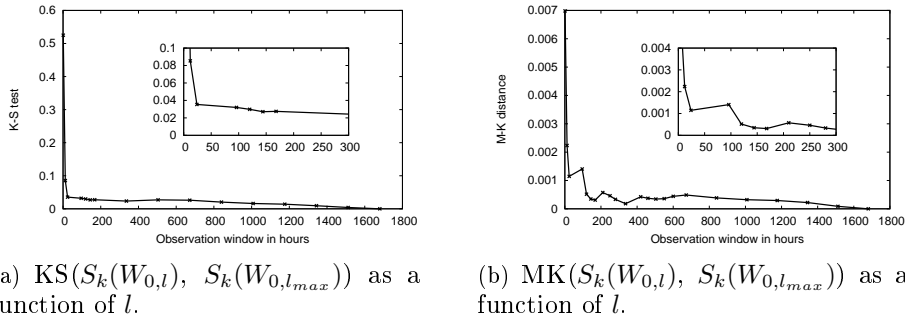 0.6
0.5
0.4
0.3
0.2
0.1
0
K-S test
0 200 400 600 800 1000 1200 1400 1600 1800
Observation window in hours
0.1
0.08
0.06
0.04
0.02
0
0 50 100 150 200 250 300
0.007
0.006
0.005
0.004
0.003
0.002
0.001
0
M-K distance
0 200 400 600 800 1000 1200 1400 1600 1800
Observation window in hours
0.004
0.003
0.002
0.001
0
0 50 100 150 200 250 300
a) KS(S_k(W_{0,l}), S_k(W_{0,l_{max}})) as a
unction of l.
(b) MK(S_k(W_{0,l}), S_k(W_{0,l_{max}})) as a
function of l.